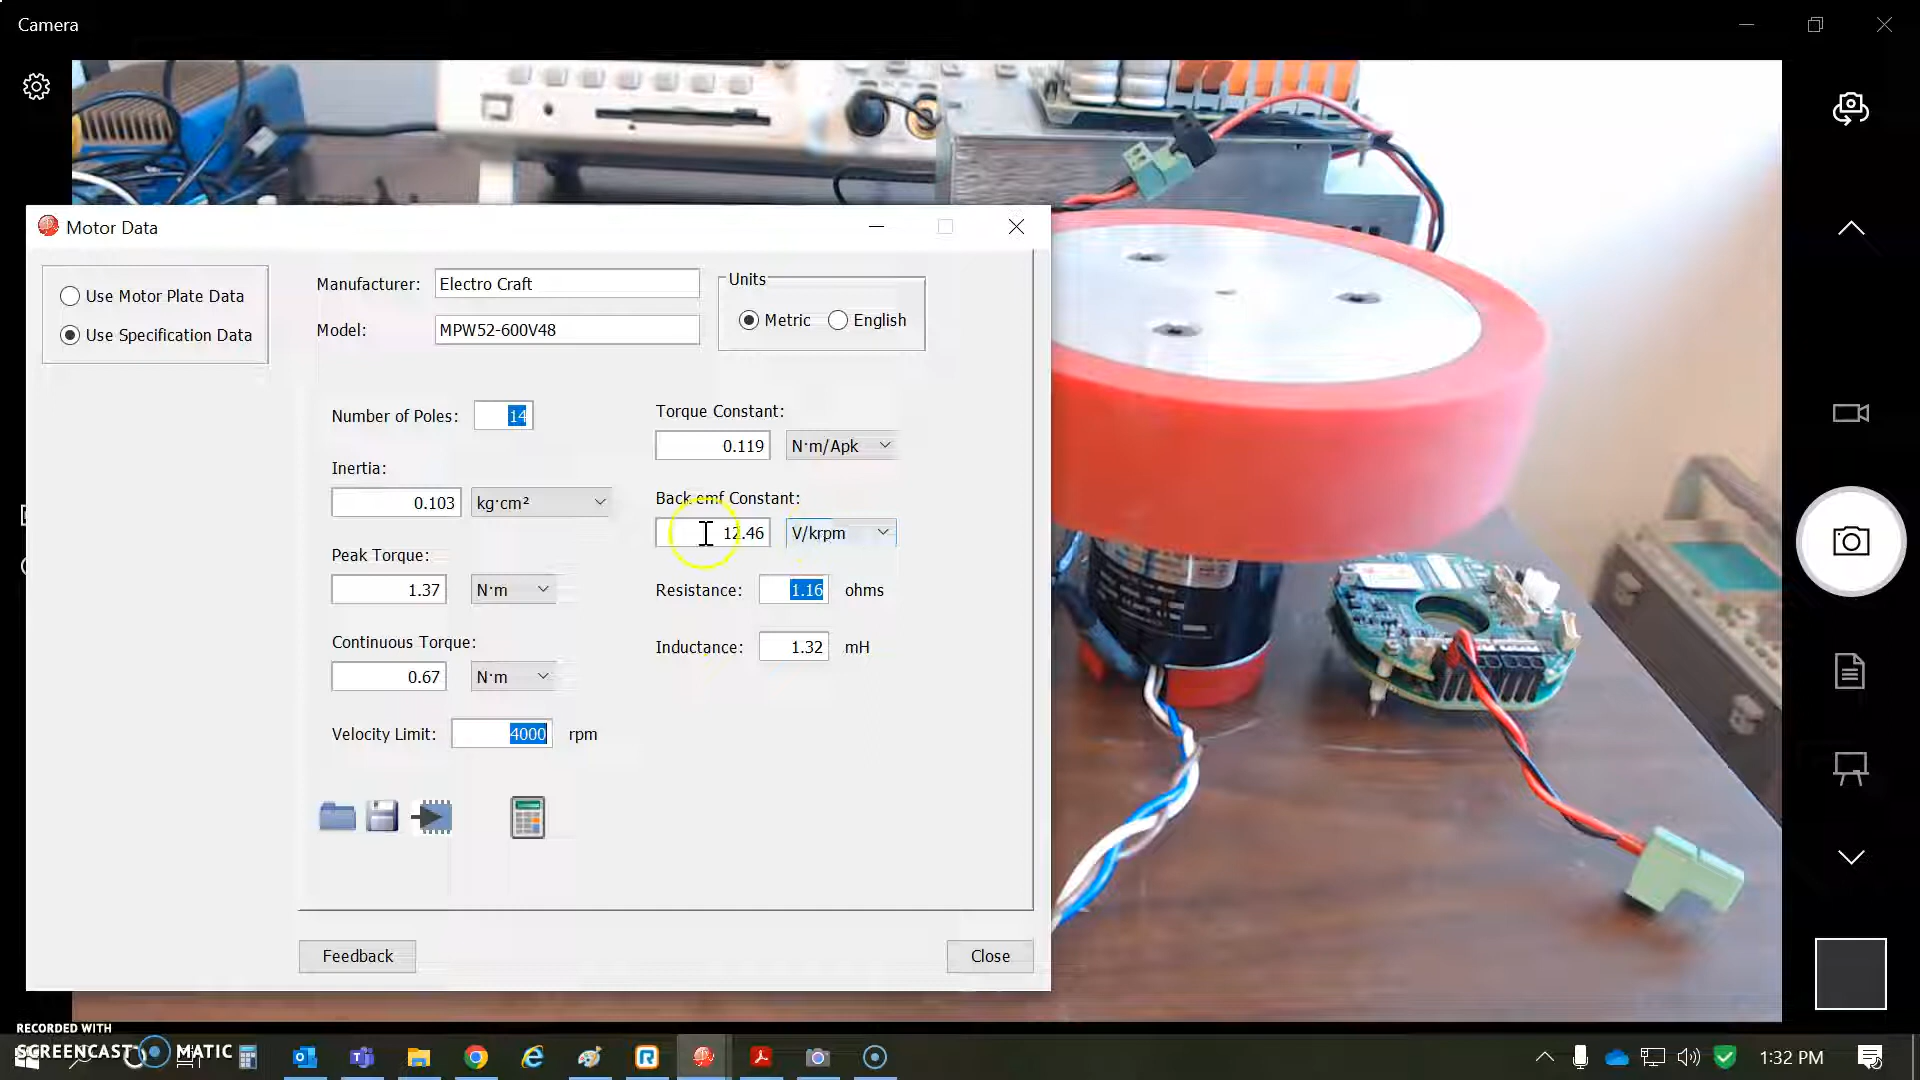 Camera
Motor Data
Use Motor Plate Data
Use Specification Data
Manufacturer: Electro Craft
Model: MPW52-600V48
Units
Metric English
Number of Poles: 14
Inertia:
0.103 kg·cm²
Peak Torque:
1.37 N·m
Continuous Torque:
0.67 N·m
Velocity Limit: 4000 rpm
Torque Constant:
0.119 N·m/Apk
Back emf Constant:
12.46 V/krpm
Resistance: 1.16 ohms
Inductance: 1.32 mH
Feedback
Close
RECORDED WITH
SCREENCAST MATIC
1:32 PM